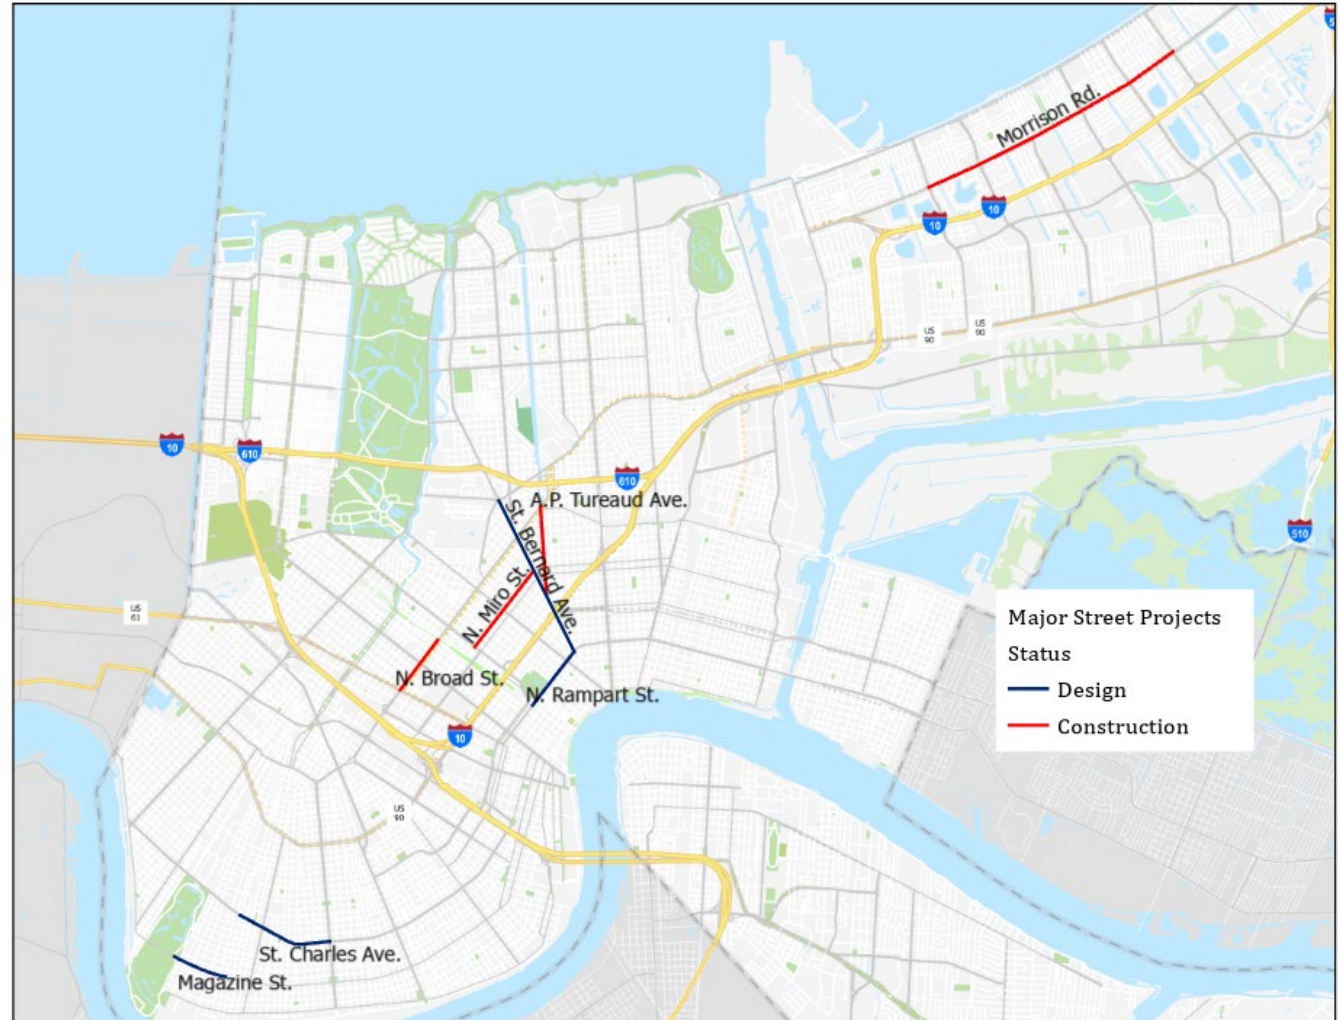 5
Morrison Rd.
10
10
US
90
US
90
10
610
610
A.P. Tureaud Ave.
St. Bernard Ave.
510
N. Miro St.
US
61
Major Street Projects
Status
Design
Construction
N. Broad St.
N. Rampart St.
10
US
90
St. Charles Ave.
Magazine St.